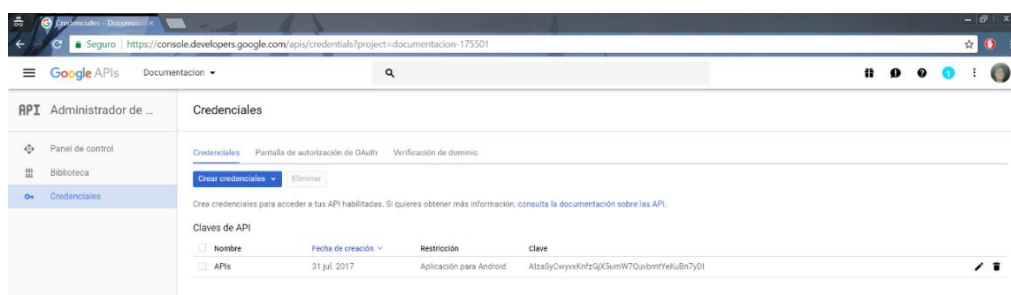 Credenciales - Documen
Seguro | https://console.developers.google.com/apis/credentials?project=documentacion-175501
Google APIs Documentacion
API Administrador de ... Credenciales
Panel de control
Biblioteca
Credenciales
Credenciales Pantalla de autorización de OAuth Verificación de dominio
Crear credenciales Eliminar
Crea credenciales para acceder a tus API habilitadas. Si quieres obtener más información, consulta la documentación sobre las API.
Claves de API
Nombre Fecha de creación Restricción Clave
APIs 31 jul. 2017 Aplicación para Android